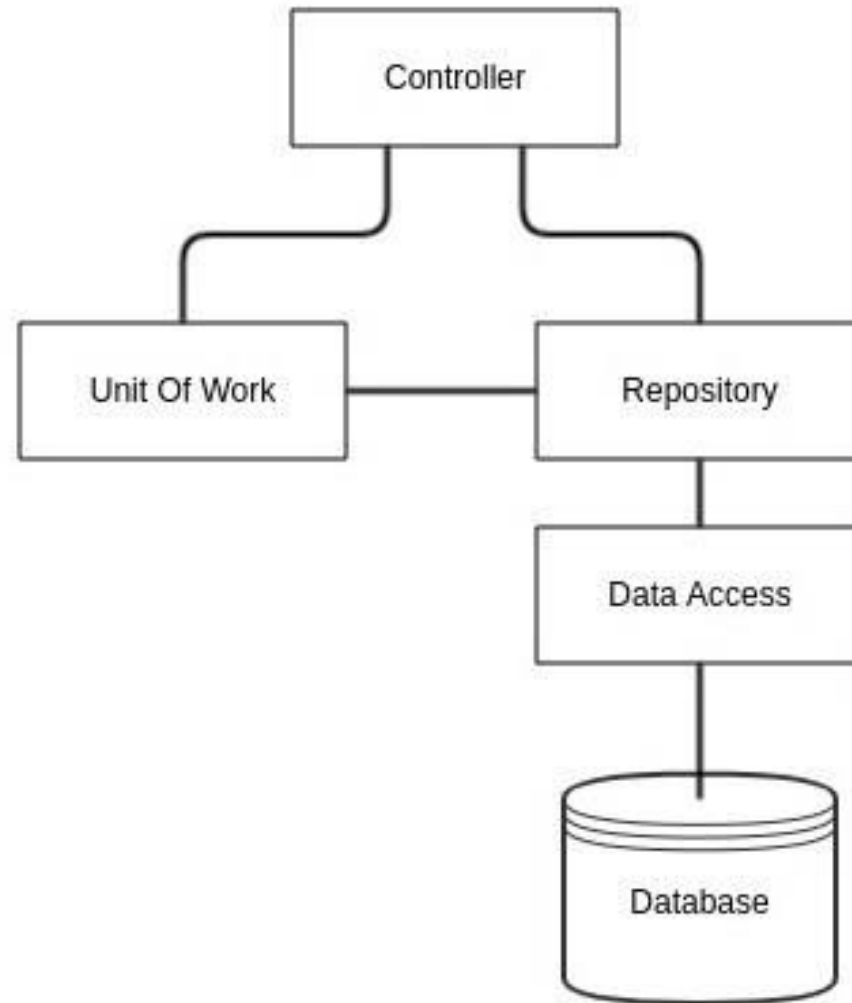 Controller
Unit Of Work
Repository
Data Access
Database